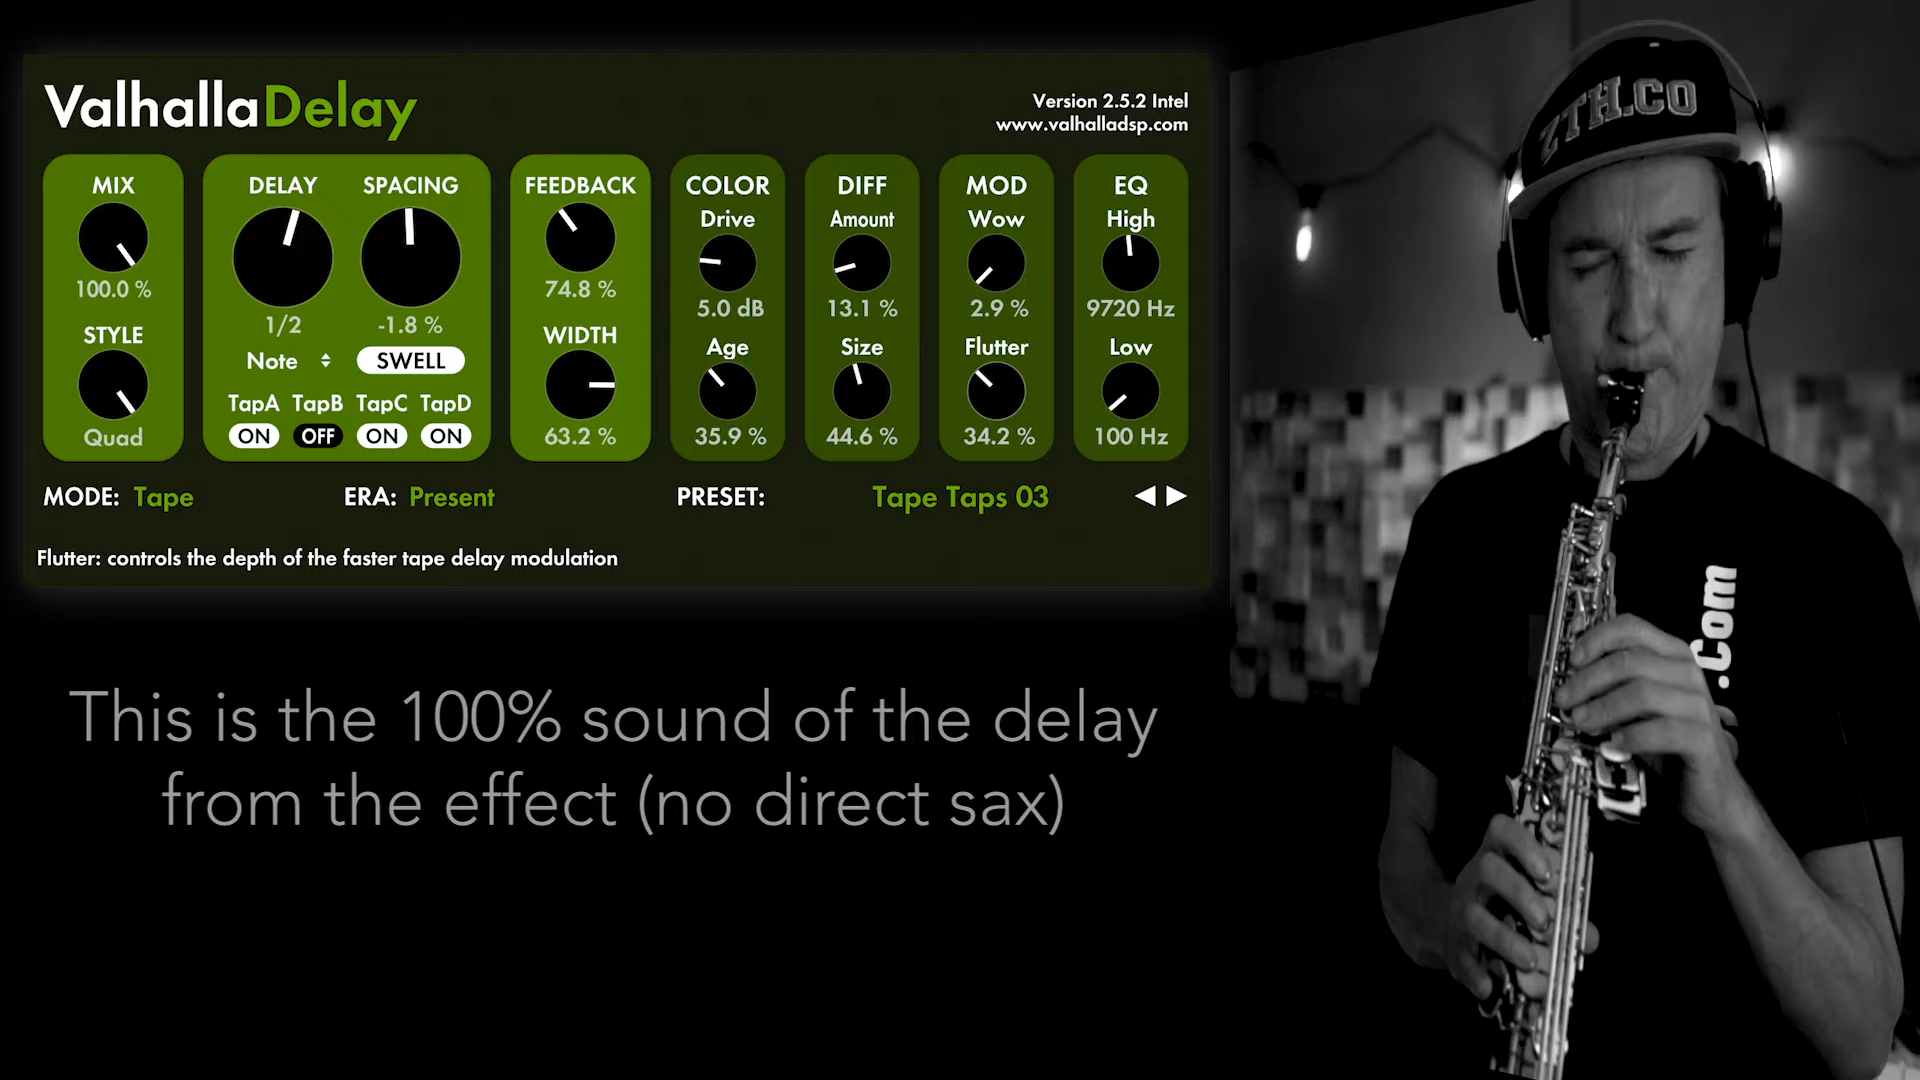 ValhallaDelay
Version 2.5.2 Intel
www.valhalladsp.com
MIX
100.0 %
STYLE
Quad
DELAY
1/2
Note
SPACING
-1.8 %
SWELL
TapA TapB TapC TapD
ON OFF ON ON
FEEDBACK
74.8 %
WIDTH
63.2 %
COLOR
Drive
5.0 dB
Age
35.9 %
DIFF
Amount
13.1 %
Size
44.6 %
MOD
Wow
2.9 %
Flutter
34.2 %
EQ
High
9720 Hz
Low
100 Hz
MODE: Tape ERA: Present PRESET: Tape Taps 03
Flutter: controls the depth of the faster tape delay modulation
This is the 100% sound of the delay
from the effect (no direct sax)
ZTH.CO
.Com